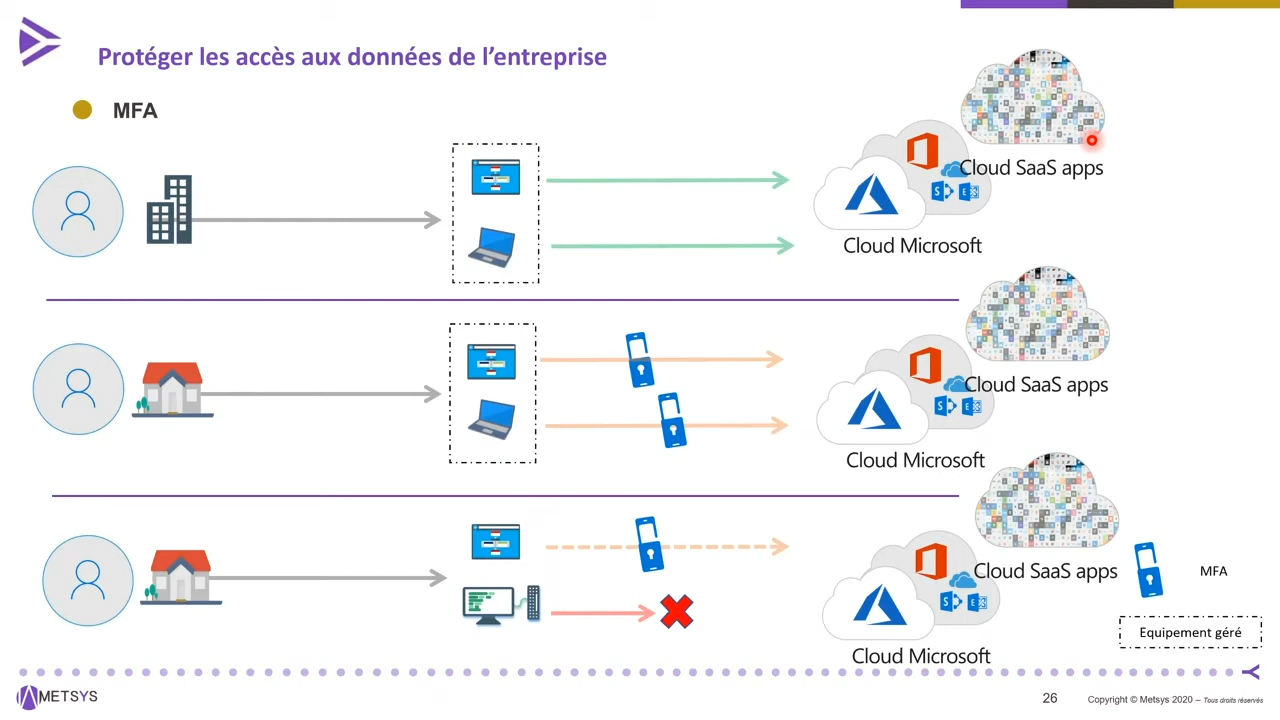 Protéger les accès aux données de l’entreprise
MFA
Cloud SaaS apps
Cloud Microsoft
Cloud SaaS apps
Cloud Microsoft
Cloud SaaS apps
MFA
Equipement géré
Cloud Microsoft
METSYS
26
Copyright © Metsys 2020 – Tous droits réservés